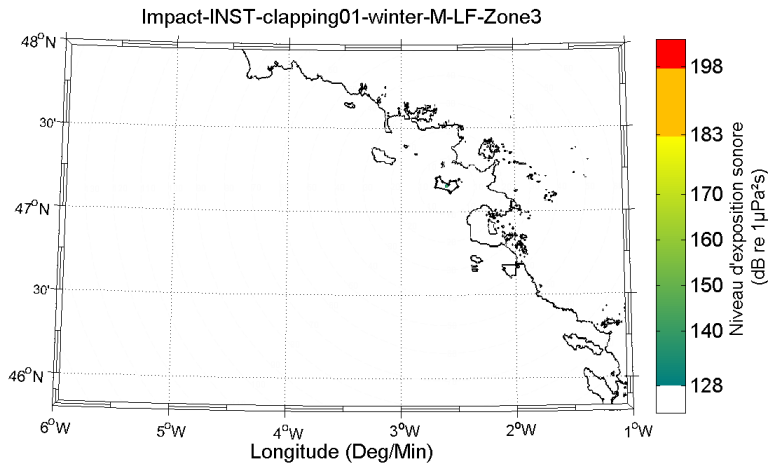 Impact-INST-clapping01-winter-M-LF-Zone3
48°N
30'
47°N
30'
46°N
6°W
5°W
4°W
3°W
2°W
1°W
Longitude (Deg/Min)
198
183
170
160
150
140
128
Niveau d'exposition sonore
(dB re 1µPa²s)